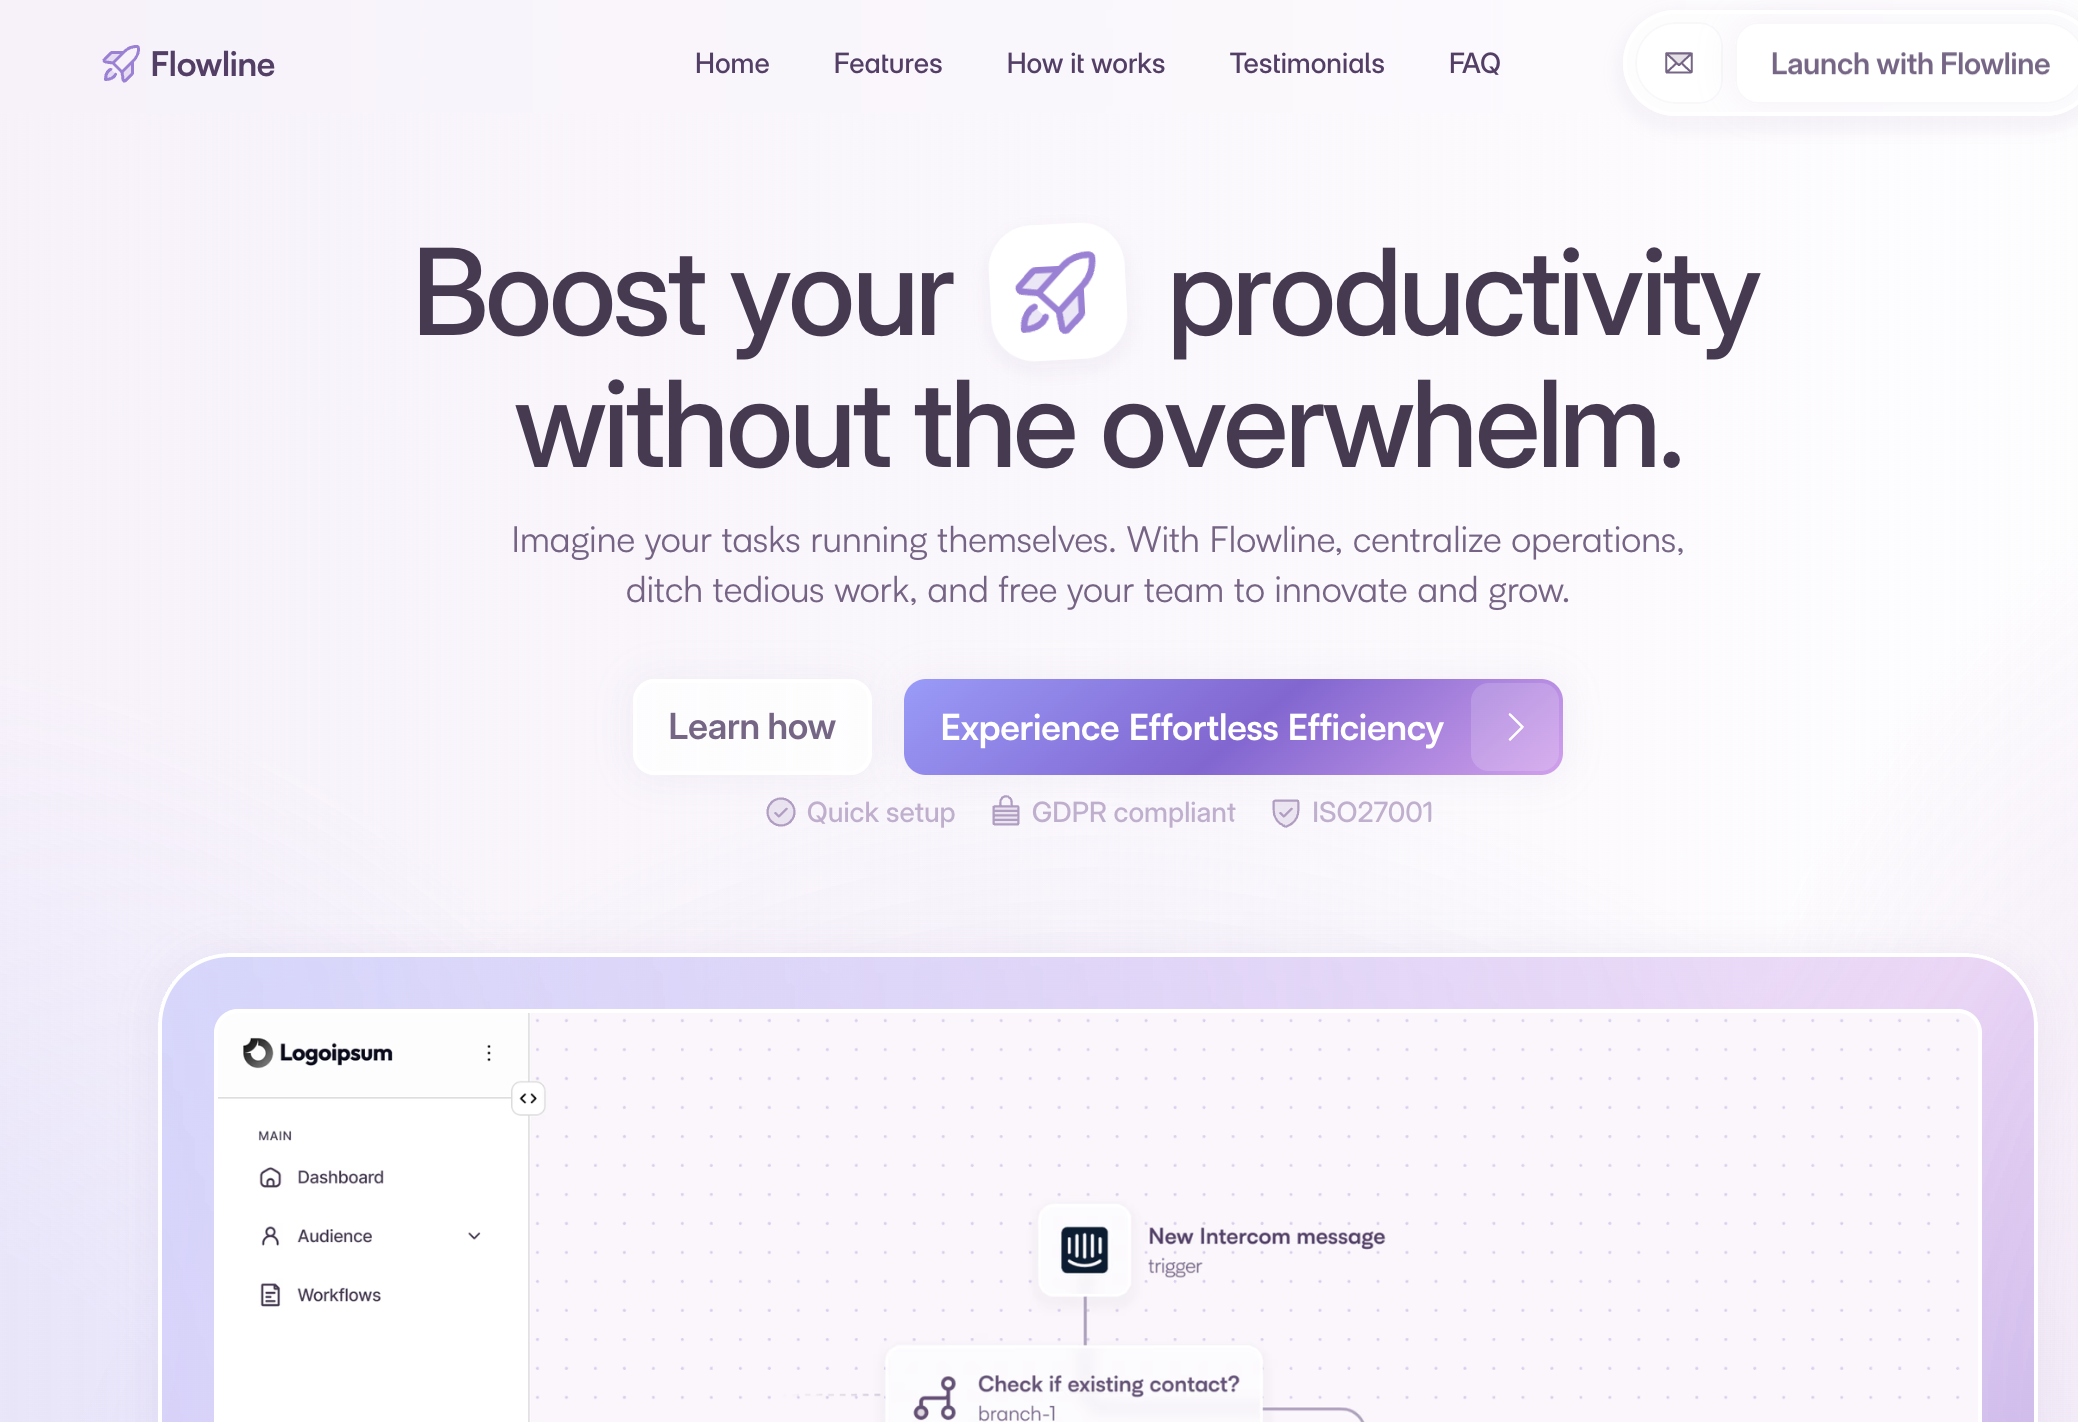 Flowline
Home
Features
How it works
Testimonials
FAQ
Launch with Flowline
Boost your productivity
without the overwhelm.
Imagine your tasks running themselves. With Flowline, centralize operations,
ditch tedious work, and free your team to innovate and grow.
Learn how
Experience Effortless Efficiency
Quick setup
GDPR compliant
ISO27001
Logoipsum
MAIN
Dashboard
Audience
Workflows
New Intercom message
trigger
Check if existing contact?
branch-1